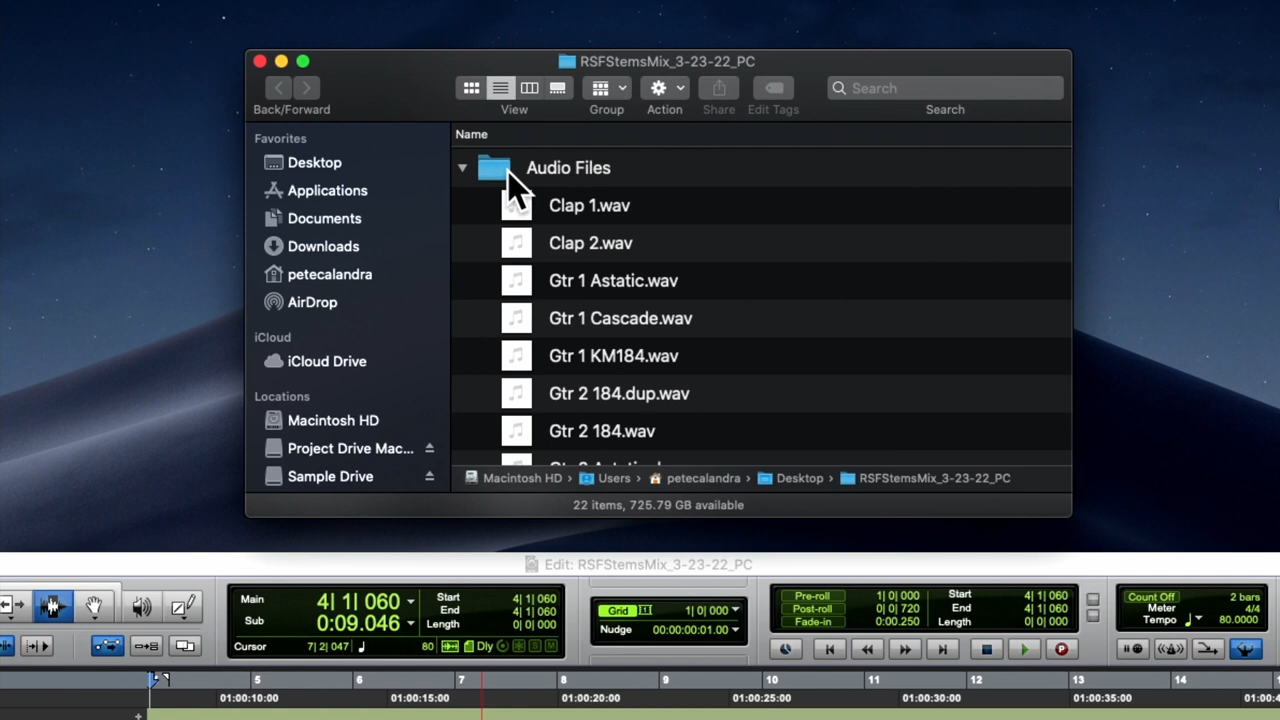 RSFStemsMix_3-23-22_PC
Back/Forward
View
Group
Action
Share
Edit Tags
Search
Search
Favorites
Desktop
Applications
Documents
Downloads
petecalandra
AirDrop
iCloud
iCloud Drive
Locations
Macintosh HD
Project Drive Mac...
Sample Drive
Name
Audio Files
Clap 1.wav
Clap 2.wav
Gtr 1 Astatic.wav
Gtr 1 Cascade.wav
Gtr 1 KM184.wav
Gtr 2 184.dup.wav
Gtr 2 184.wav
Macintosh HD › Users › petecalandra › Desktop › RSFStemsMix_3-23-22_PC
22 items, 725.79 GB available
Edit: RSFStemsMix_3-23-22_PC
Main 4| 1| 060
Sub 0:09.046
Start 4| 1| 060
End 4| 1| 060
Length 0| 0| 000
Cursor 7| 2| 047 80 Dly S M
Grid 1| 0| 000
Nudge 00:00:00:01.00
Pre-roll 1| 0| 000
Post-roll 0| 0| 720
Fade-in 0:00.250
Start 4| 1| 060
End 4| 1| 060
Length 0| 0| 000
Count Off 2 bars
Meter 4/4
Tempo 80.0000
5 6 7 8 9 10 11 12 13 14
01:00:10:00 01:00:15:00 01:00:20:00 01:00:25:00 01:00:30:00 01:00:35:00